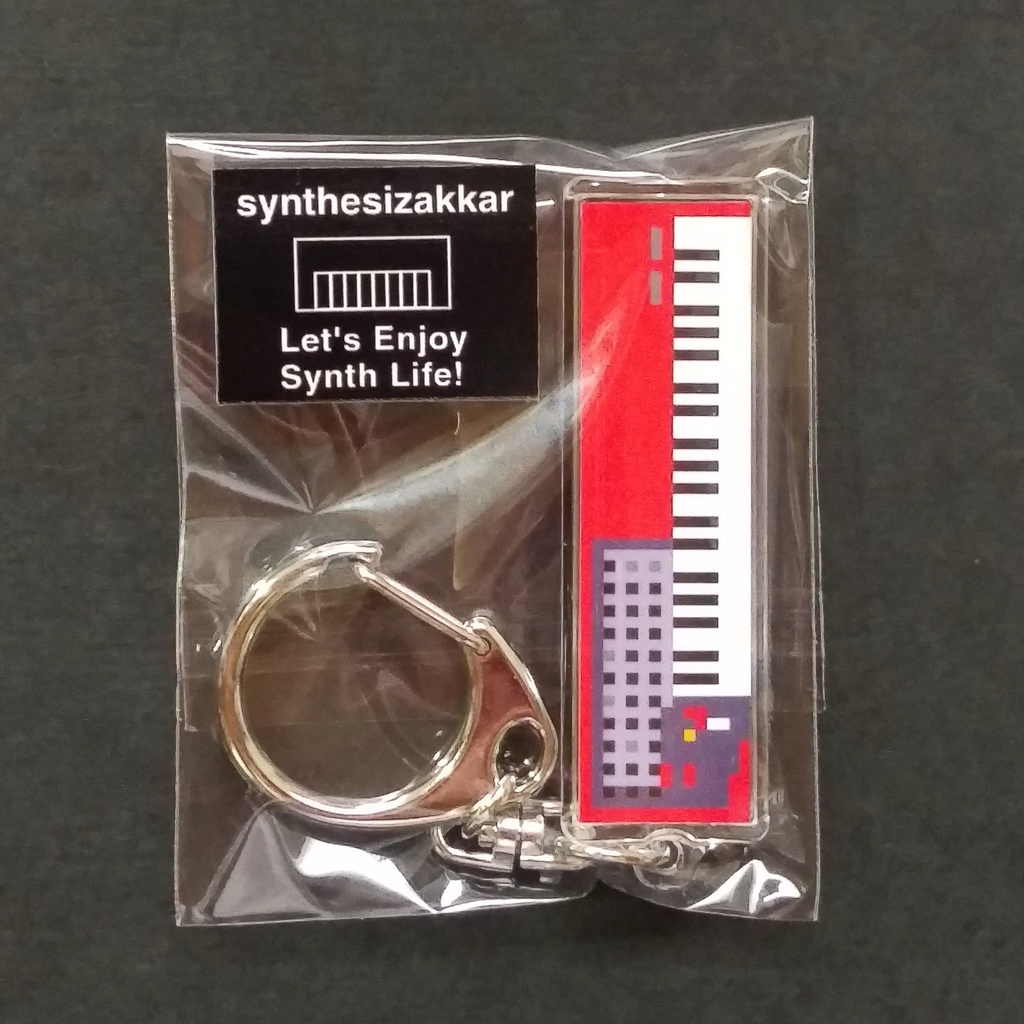 synthesizakkar
Let's Enjoy
Synth Life!